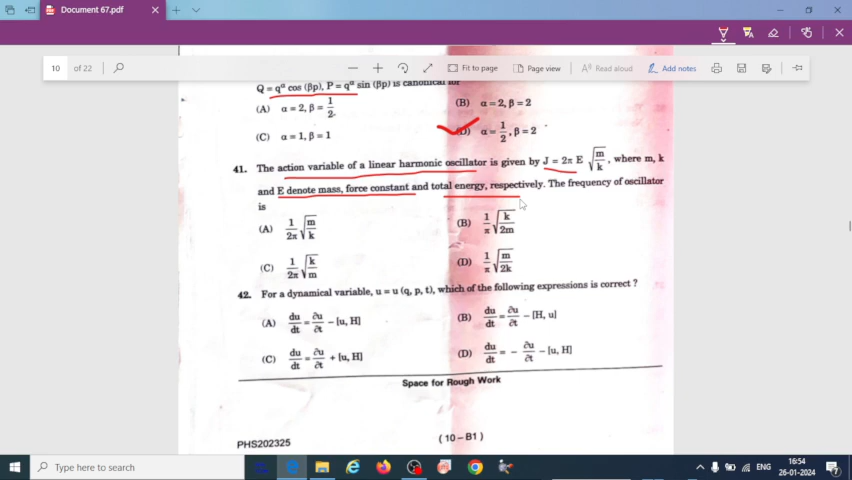 Document 67.pdf
10 of 22
Fit to page
Page view
Read aloud
Add notes
Q = q^α cos (βp), P = q^α sin (βp) is canonical for
(A) α = 2, β = 1/2.
(B) α = 2, β = 2
(C) α = 1, β = 1
(D) α = 1/2, β = 2
41. The action variable of a linear harmonic oscillator is given by J = 2π E √(m/k), where m, k
and E denote mass, force constant and total energy, respectively. The frequency of oscillator
is
(A) 1/2π √(m/k)
(B) 1/π √(k/2m)
(C) 1/2π √(k/m)
(D) 1/π √(m/2k)
42. For a dynamical variable, u = u (q, p, t), which of the following expressions is correct ?
(A) du/dt = ∂u/∂t − [u, H]
(B) du/dt = ∂u/∂t − [H, u]
(C) du/dt = ∂u/∂t + [u, H]
(D) du/dt = − ∂u/∂t − [u, H]
Space for Rough Work
PHS202325
(10 – B1)
Type here to search
ENG
16:54
26-01-2024